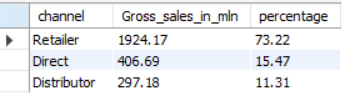 channel Gross_sales_in_mln percentage
Retailer 1924.17 73.22
Direct 406.69 15.47
Distributor 297.18 11.31